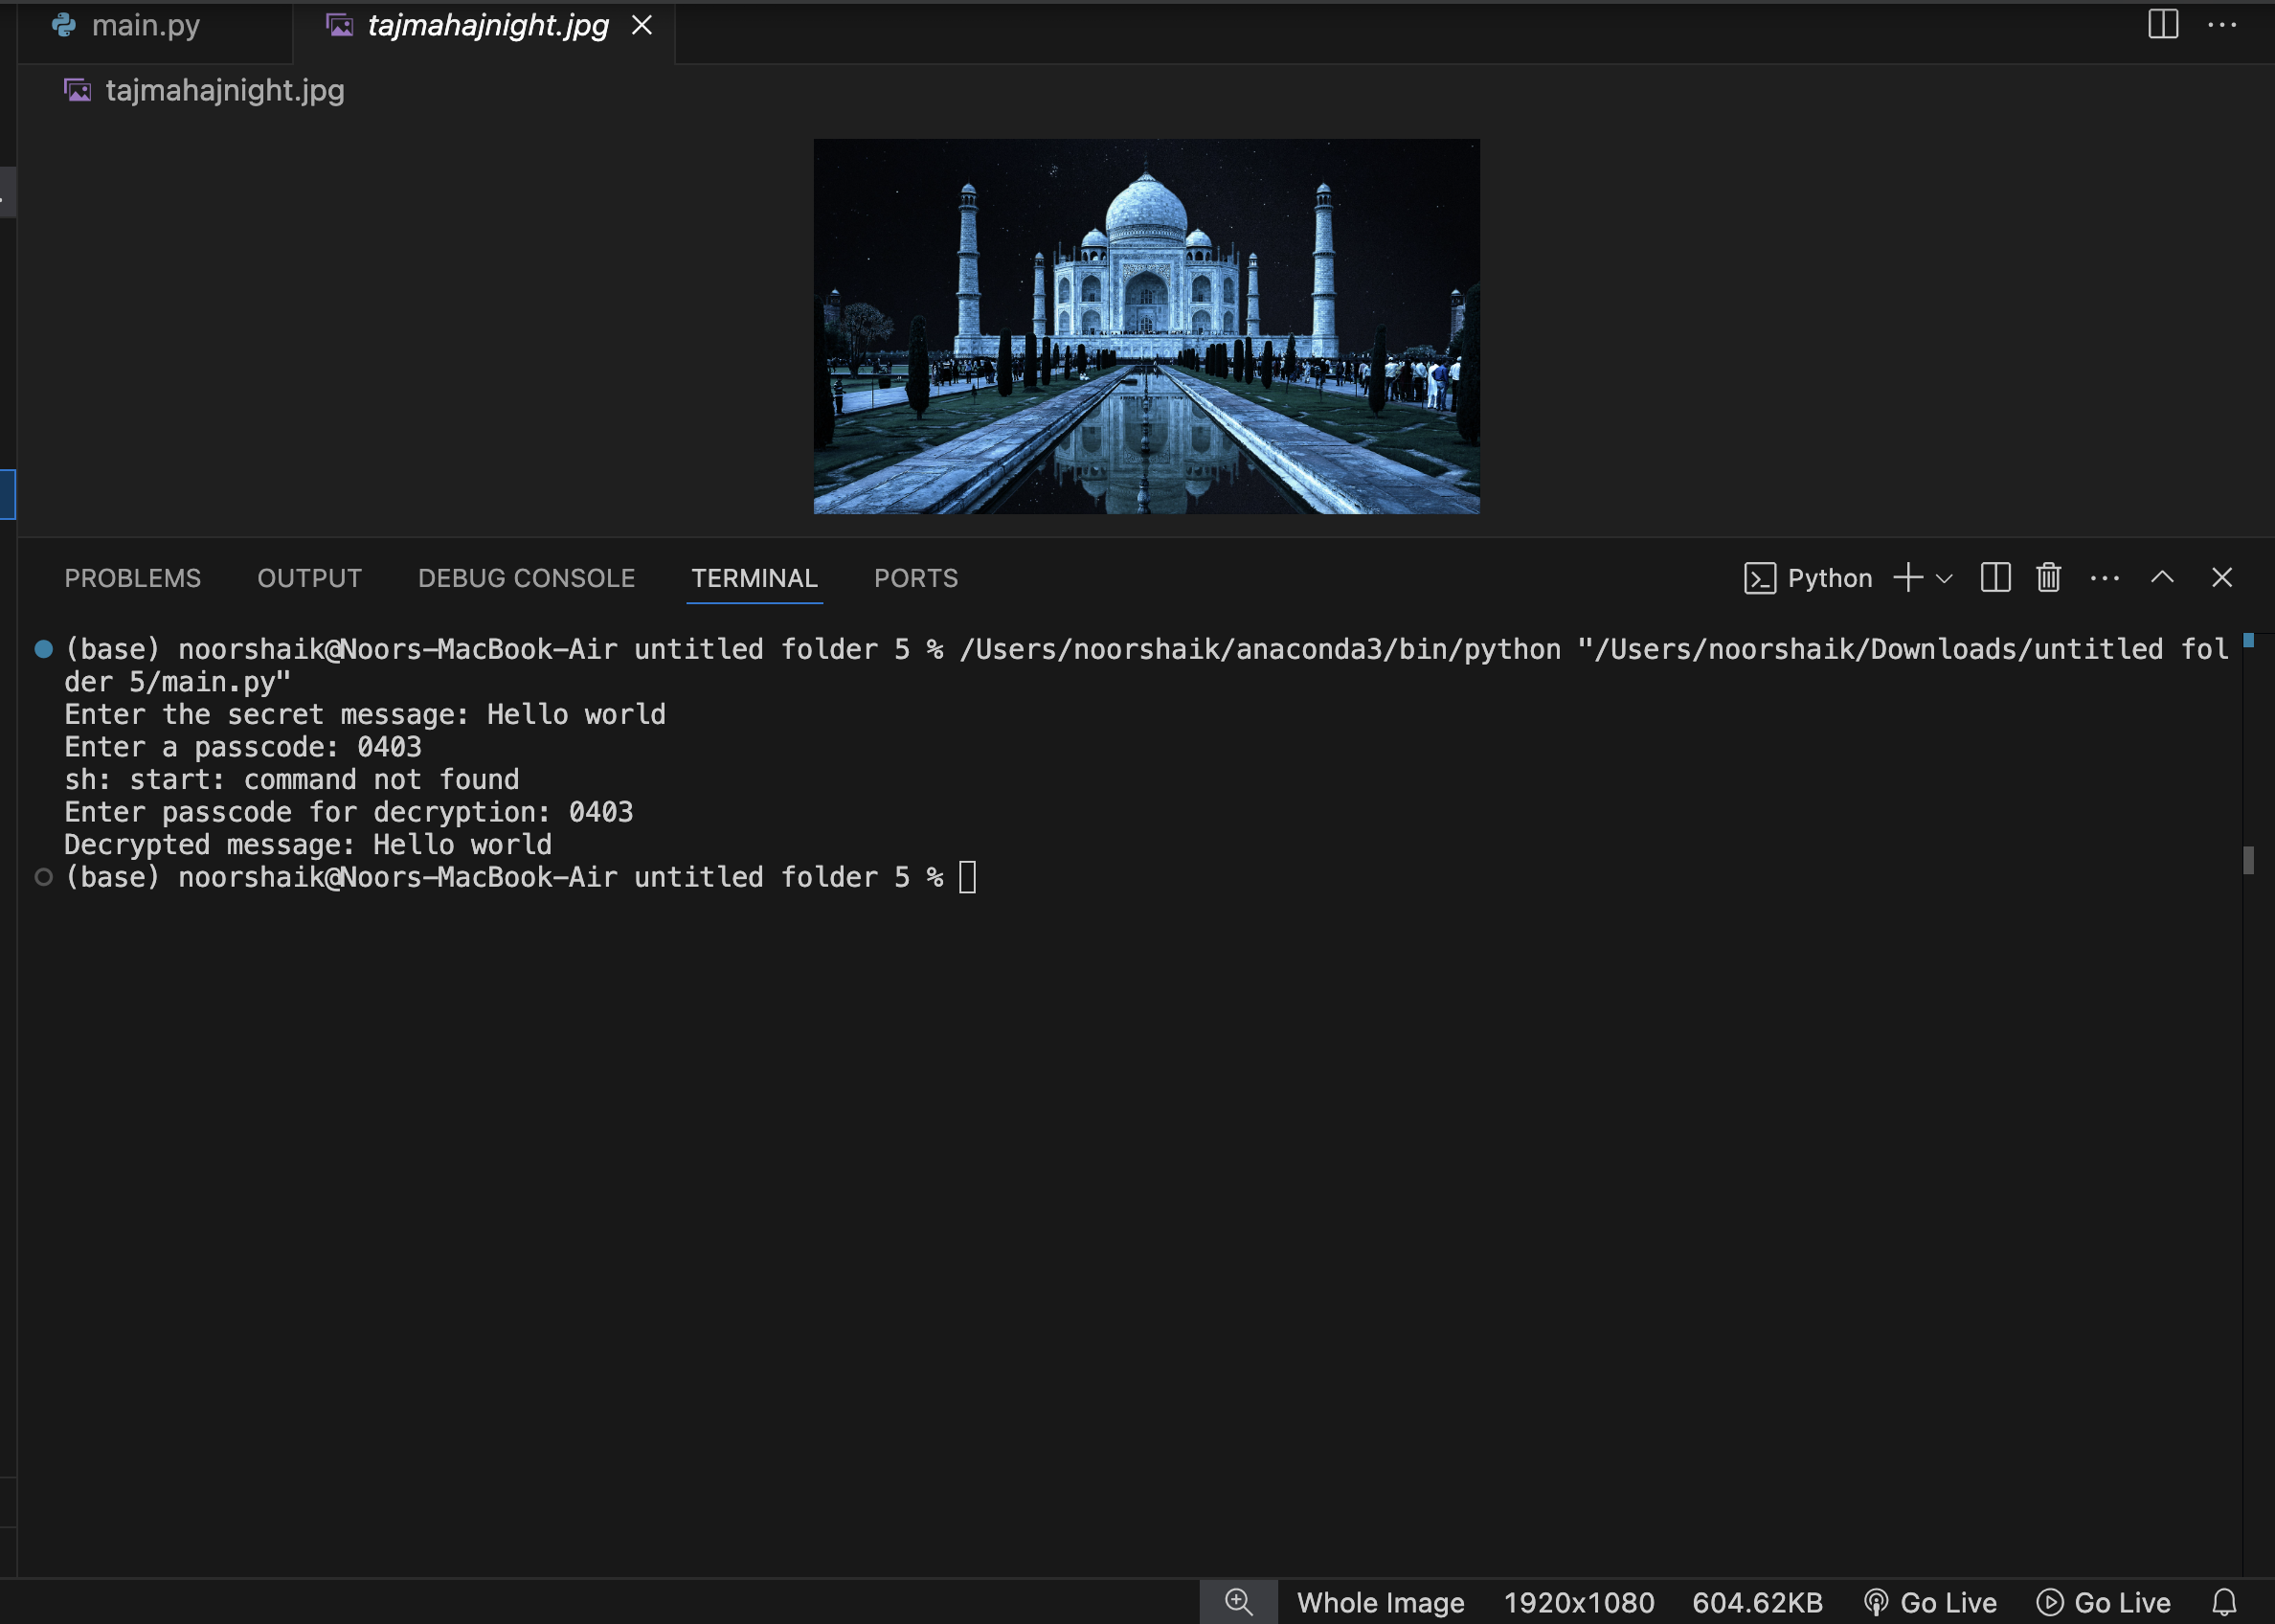 main.py
tajmahajnight.jpg
tajmahajnight.jpg
PROBLEMS OUTPUT DEBUG CONSOLE TERMINAL PORTS Python
(base) noorshaik@Noors-MacBook-Air untitled folder 5 % /Users/noorshaik/anaconda3/bin/python "/Users/noorshaik/Downloads/untitled fol
der 5/main.py"
Enter the secret message: Hello world
Enter a passcode: 0403
sh: start: command not found
Enter passcode for decryption: 0403
Decrypted message: Hello world
(base) noorshaik@Noors-MacBook-Air untitled folder 5 %
Whole Image 1920x1080 604.62KB Go Live Go Live